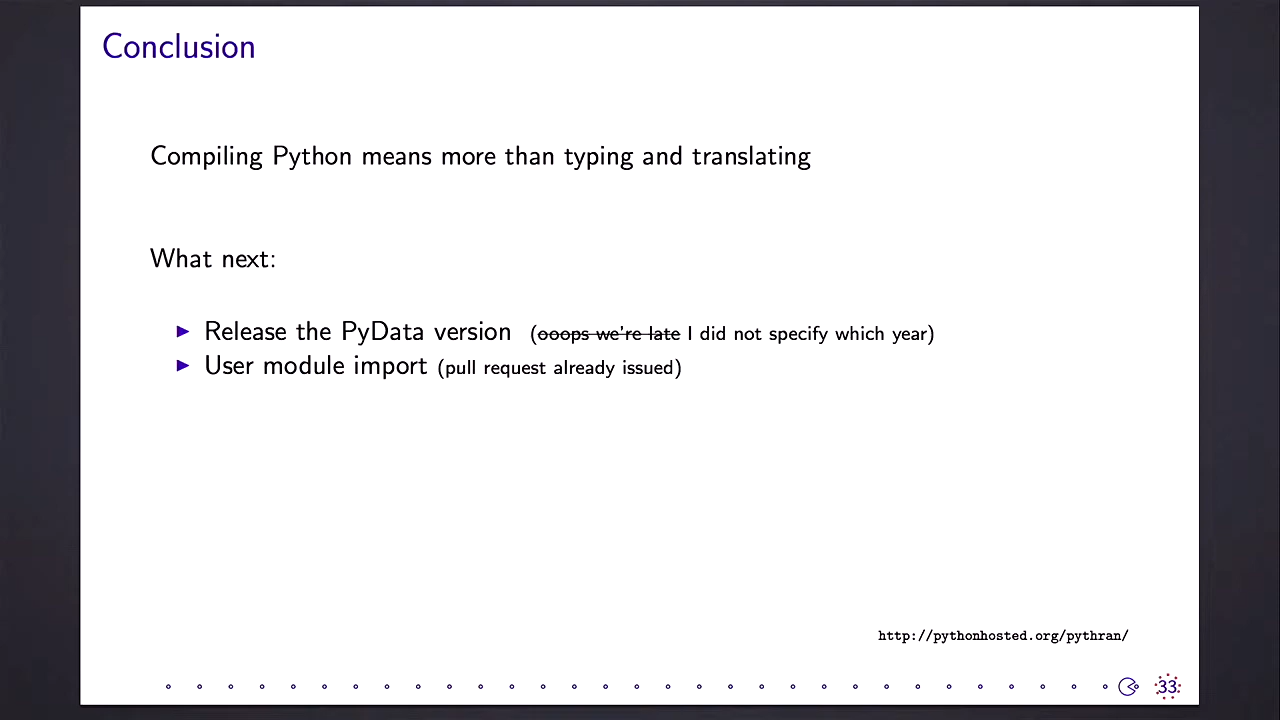 Conclusion
Compiling Python means more than typing and translating
What next:
▶ Release the PyData version (ooops we're late I did not specify which year)
▶ User module import (pull request already issued)
http://pythonhosted.org/pythran/
33